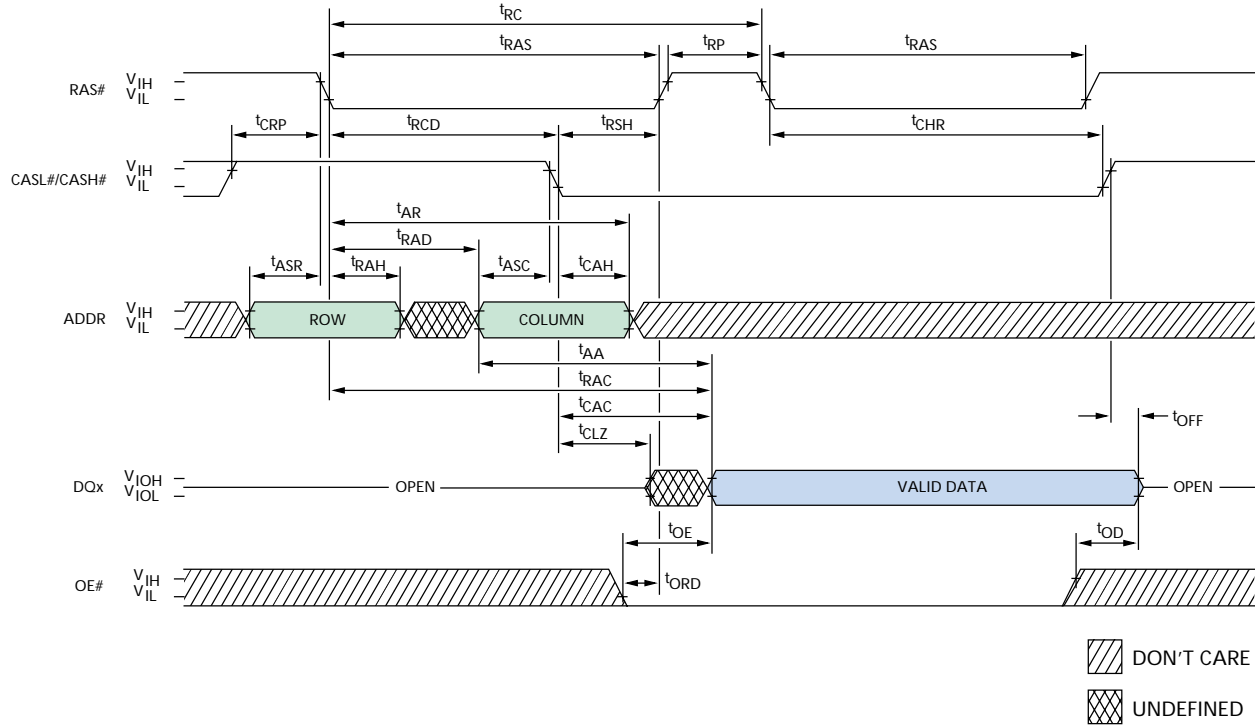 tRC
tRAS tRP tRAS
RAS# VIH
VIL
tCRP tRCD tRSH tCHR
CASL#/CASH# VIH
VIL
tAR
tRAD
tASR tRAH tASC tCAH
ADDR VIH
VIL
ROW COLUMN
tAA
tRAC
tCAC
tCLZ tOFF
DQx VIOH
VIOL
OPEN VALID DATA OPEN
tOE tOD
tORD
OE# VIH
VIL
DON'T CARE
UNDEFINED